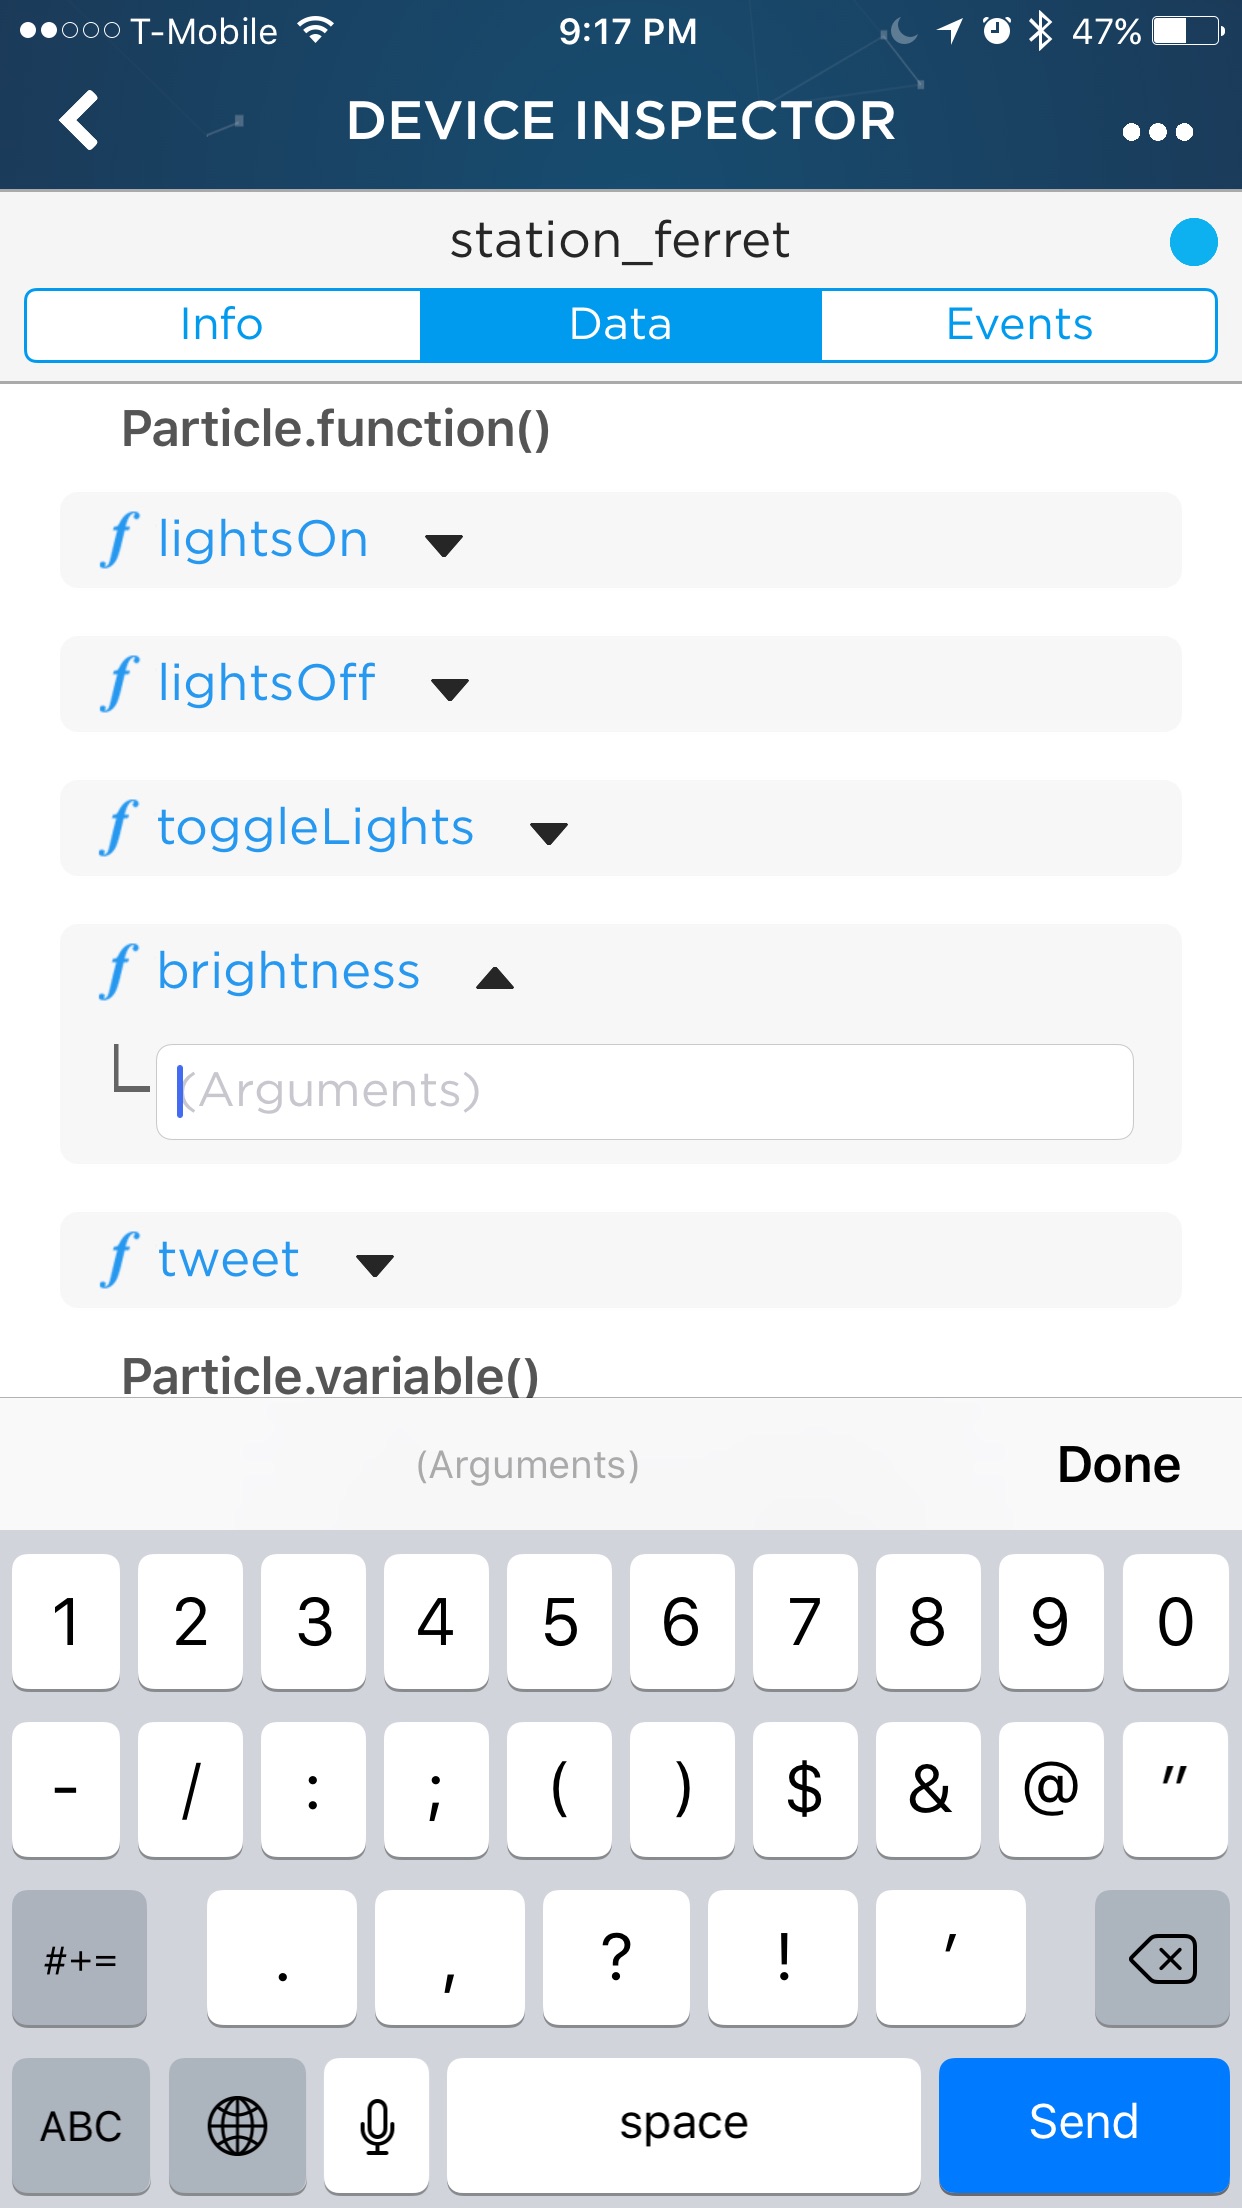 T-Mobile 9:17 PM 47%
DEVICE INSPECTOR
station_ferret
Info Data Events
Particle.function()
f lightsOn
f lightsOff
f toggleLights
f brightness
(Arguments)
f tweet
Particle.variable()
(Arguments) Done
1 2 3 4 5 6 7 8 9 0
- / : ; ( ) $ & @ "
#+= . , ? ! '
ABC space Send